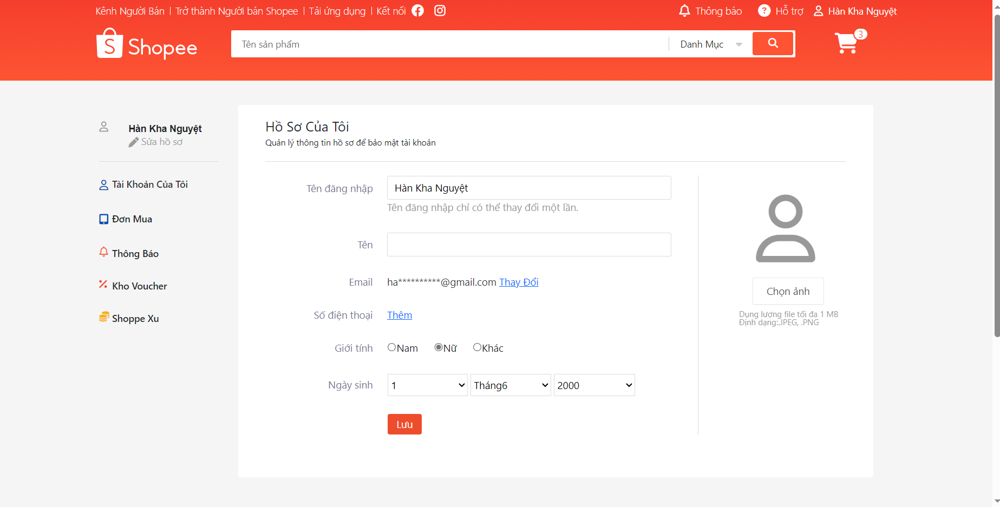 Kênh Người Bán | Trở thành Người bán Shopee | Tải ứng dụng | Kết nối
Thông báo
Hỗ trợ
Hàn Kha Nguyệt
Shopee
Tên sản phẩm
Danh Mục
3
Hàn Kha Nguyệt
Sửa hồ sơ
Tài Khoản Của Tôi
Đơn Mua
Thông Báo
Kho Voucher
Shoppe Xu
Hồ Sơ Của Tôi
Quản lý thông tin hồ sơ để bảo mật tài khoản
Tên đăng nhập Hàn Kha Nguyệt
Tên đăng nhập chỉ có thể thay đổi một lần.
Tên
Email ha**********@gmail.com Thay Đổi
Số điện thoại Thêm
Giới tính Nam Nữ Khác
Ngày sinh 1 Tháng6 2000
Lưu
Chọn ảnh
Dụng lượng file tối đa 1 MB
Định dạng:.JPEG, .PNG